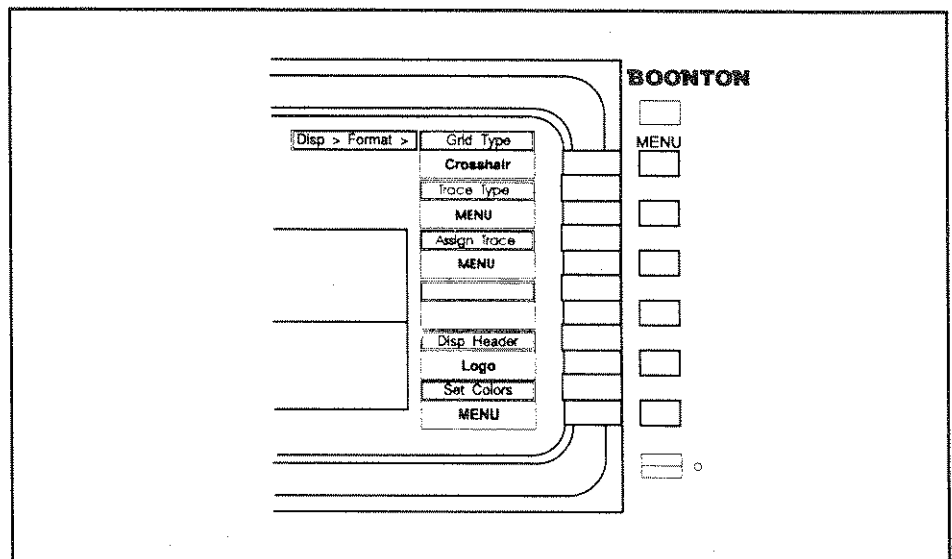 BOONTON
MENU
Disp > Format >
Grid Type
Crosshair
Trace Type
MENU
Assign Trace
MENU
Disp Header
Logo
Set Colors
MENU